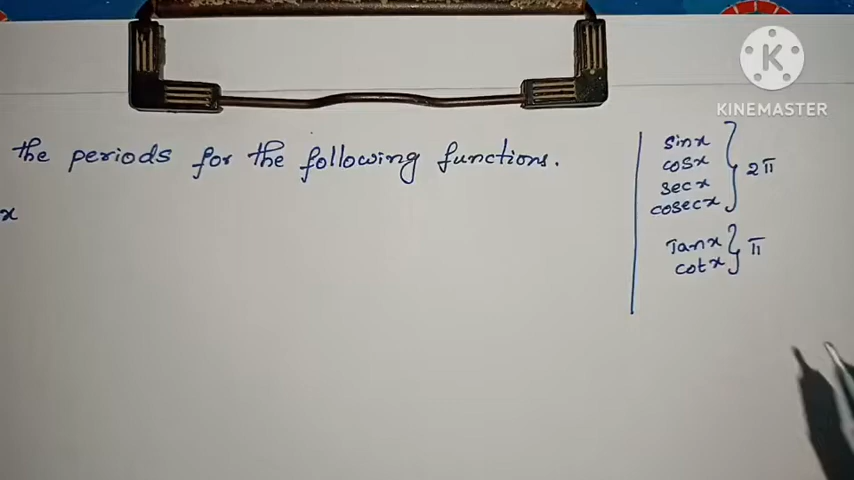 the periods for the following functions.
x
sinx
cosx
secx
cosecx
2π
Tanx
cotx
π
KINEMASTER